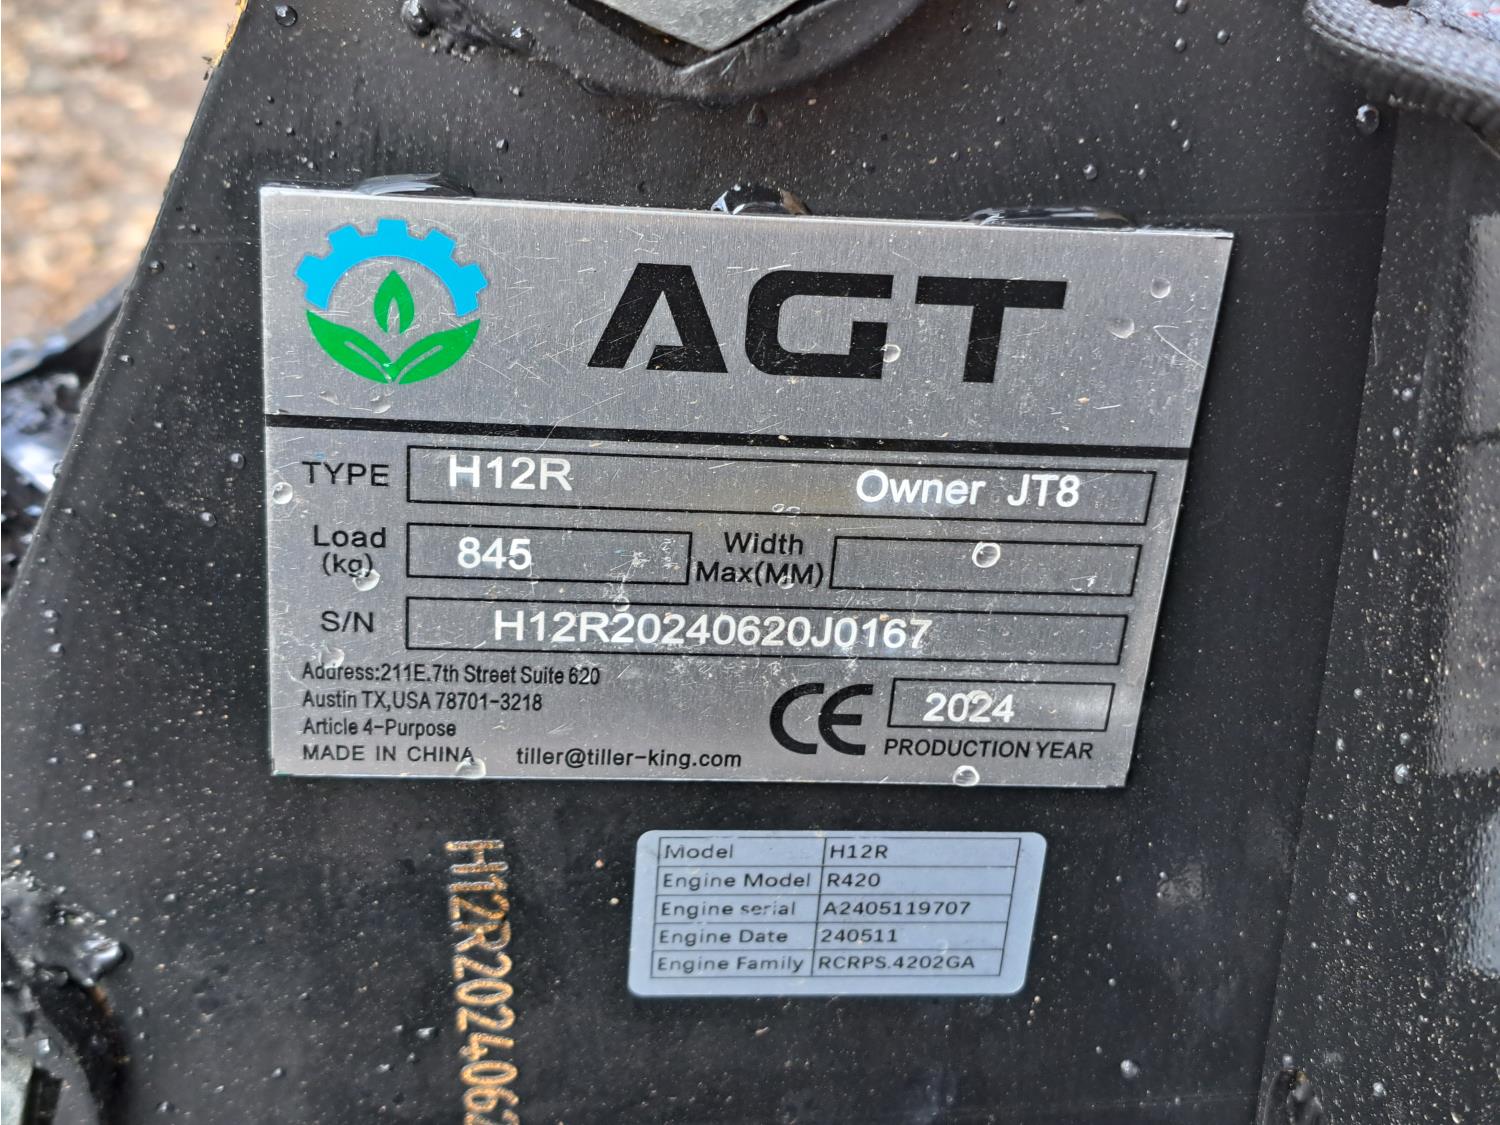 AGT
TYPE H12R Owner JT8
Load (kg) 845 Width Max(MM)
S/N H12R20240620J0167
Address:211E.7th Street Suite 620
Austin TX,USA 78701-3218
Article 4-Purpose
MADE IN CHINA tiller@tiller-king.com
CE 2024
PRODUCTION YEAR
Model H12R
Engine Model R420
Engine serial A2405119707
Engine Date 240511
Engine Family RCRPS.4202GA
H12R2024062